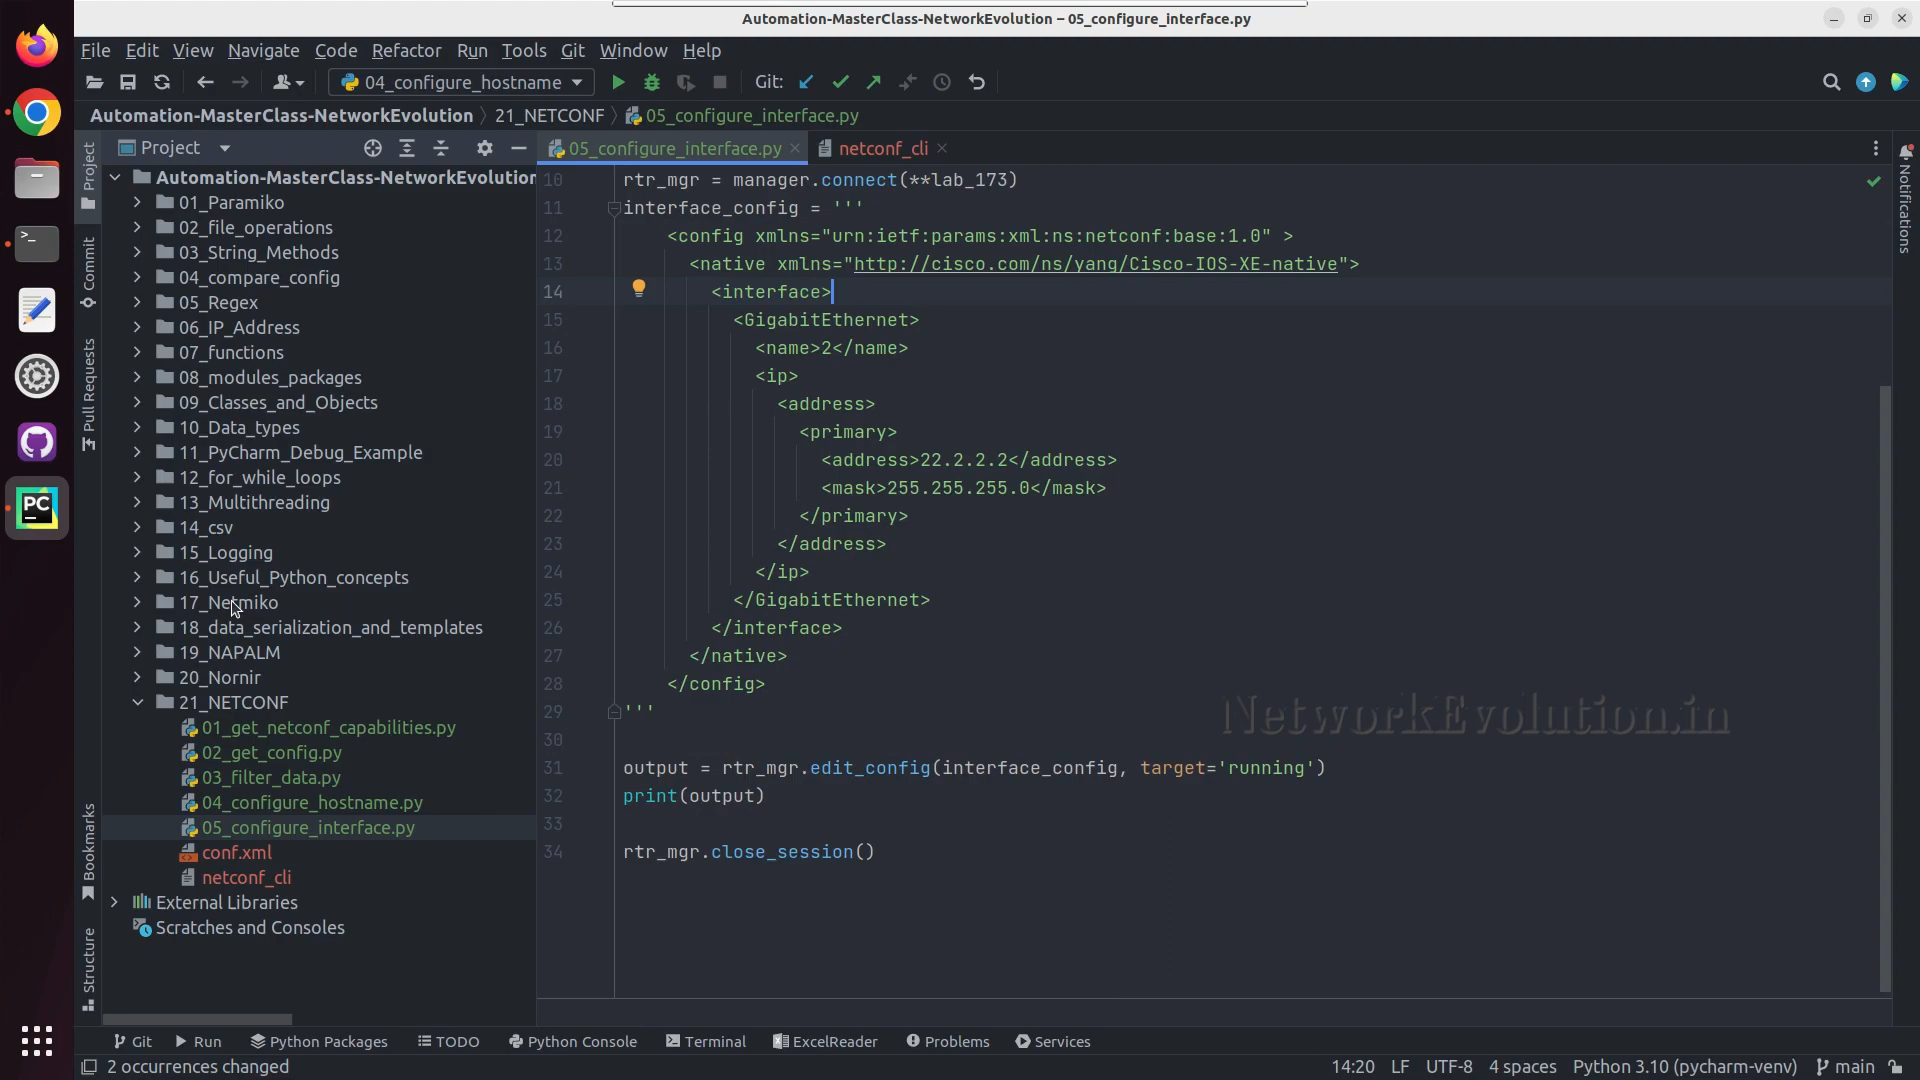 Automation-MasterClass-NetworkEvolution – 05_configure_interface.py
File Edit View Navigate Code Refactor Run Tools Git Window Help
04_configure_hostname
Git:
Automation-MasterClass-NetworkEvolution 21_NETCONF 05_configure_interface.py
Project
05_configure_interface.py
netconf_cli
Project
Commit
Pull Requests
Bookmarks
Structure
Notifications
Automation-MasterClass-NetworkEvolution
01_Paramiko
02_file_operations
03_String_Methods
04_compare_config
05_Regex
06_IP_Address
07_functions
08_modules_packages
09_Classes_and_Objects
10_Data_types
11_PyCharm_Debug_Example
12_for_while_loops
13_Multithreading
14_csv
15_Logging
16_Useful_Python_concepts
17_Netmiko
18_data_serialization_and_templates
19_NAPALM
20_Nornir
21_NETCONF
01_get_netconf_capabilities.py
02_get_config.py
03_filter_data.py
04_configure_hostname.py
05_configure_interface.py
conf.xml
netconf_cli
External Libraries
Scratches and Consoles
10 rtr_mgr = manager.connect(**lab_173)
11 interface_config = '''
12 <config xmlns="urn:ietf:params:xml:ns:netconf:base:1.0" >
13 <native xmlns="http://cisco.com/ns/yang/Cisco-IOS-XE-native">
14 <interface>
15 <GigabitEthernet>
16 <name>2</name>
17 <ip>
18 <address>
19 <primary>
20 <address>22.2.2.2</address>
21 <mask>255.255.255.0</mask>
22 </primary>
23 </address>
24 </ip>
25 </GigabitEthernet>
26 </interface>
27 </native>
28 </config>
29 '''
30
31 output = rtr_mgr.edit_config(interface_config, target='running')
32 print(output)
33
34 rtr_mgr.close_session()
NetworkEvolution.in
PC
Git Run Python Packages TODO Python Console Terminal ExcelReader Problems Services
2 occurrences changed
14:20 LF UTF-8 4 spaces Python 3.10 (pycharm-venv) main